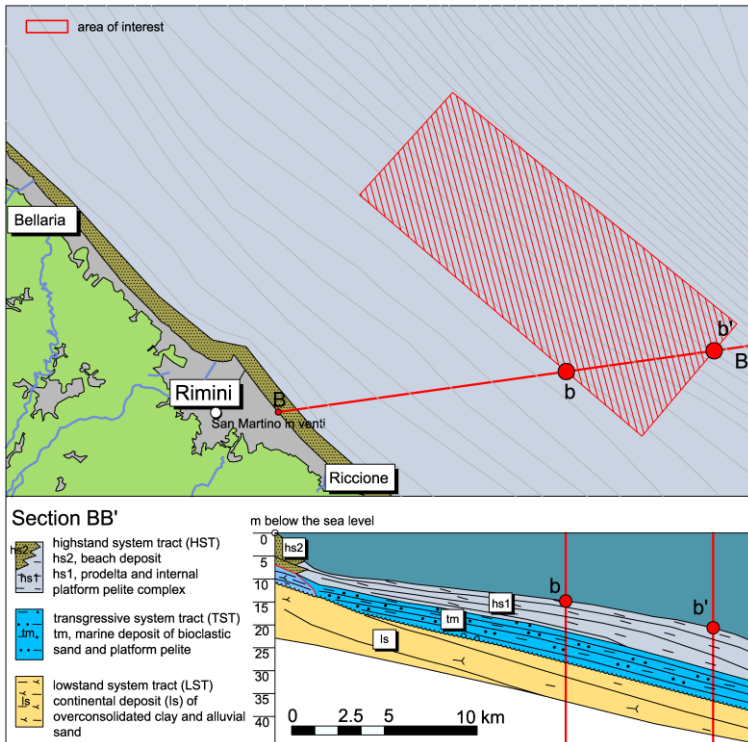 area of interest
Bellaria
b'
B
b
Rimini
B
San Martino in venti
Riccione
Section BB'
m below the sea level
hs2
hs1
highstand system tract (HST)
hs2, beach deposit
hs1, prodelta and internal
platform pelite complex
tm
transgressive system tract (TST)
tm, marine deposit of bioclastic
sand and platform pelite
ls
lowstand system tract (LST)
continental deposit (ls) of
overconsolidated clay and alluvial
sand
0
5
10
15
20
25
30
35
40
hs2
hs1
tm
ls
b
b'
0 2.5 5 10 km